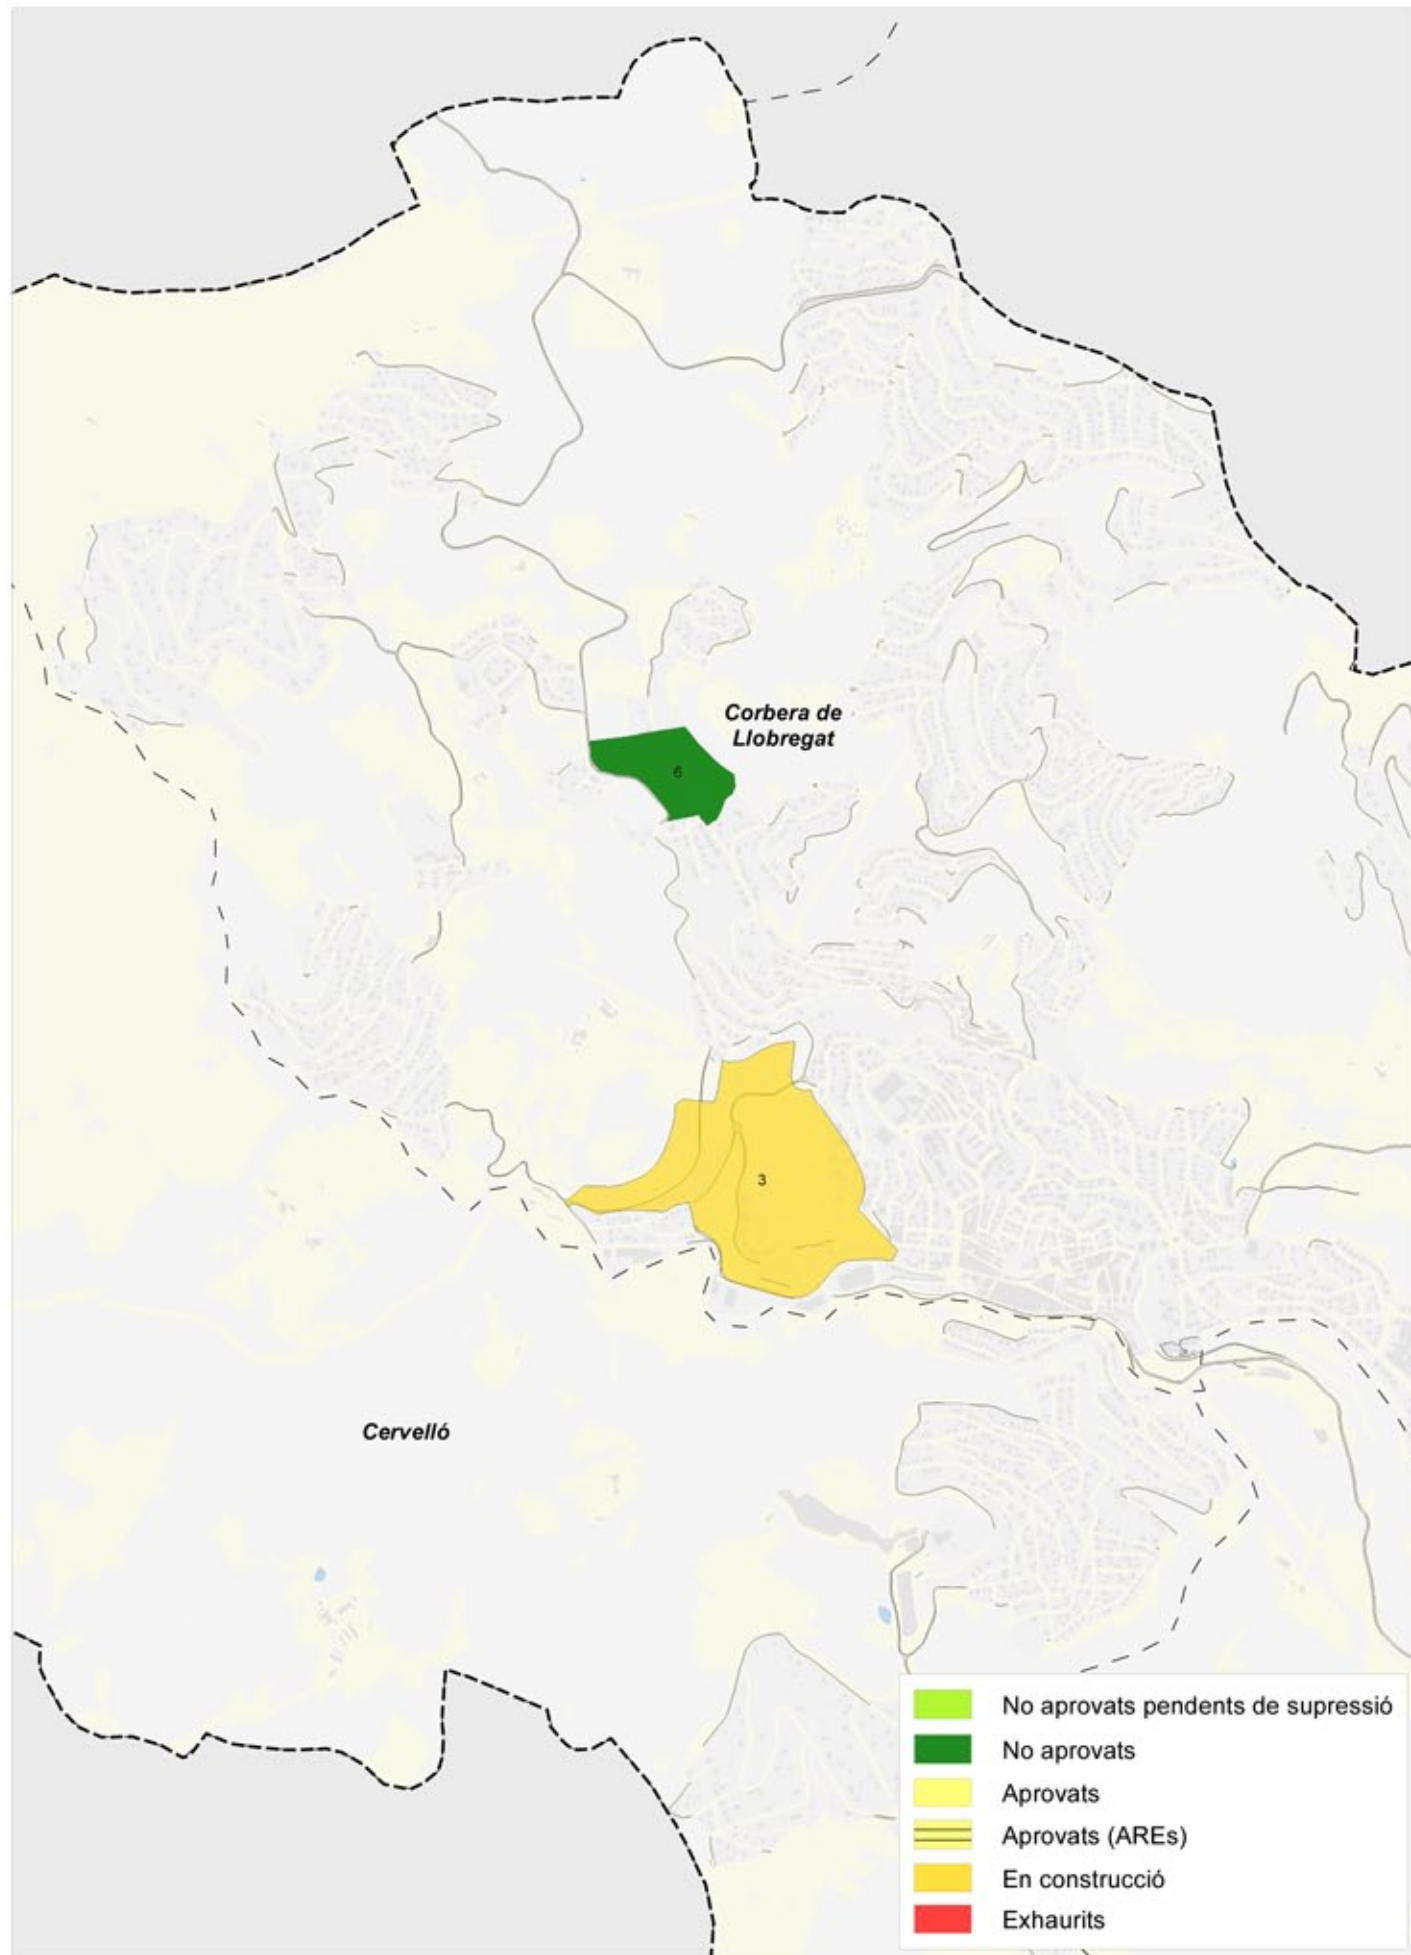 Corbera de
Llobregat
6
3
Cervelló
No aprovats pendents de supressió
No aprovats
Aprovats
Aprovats (AREs)
En construcció
Exhaurits